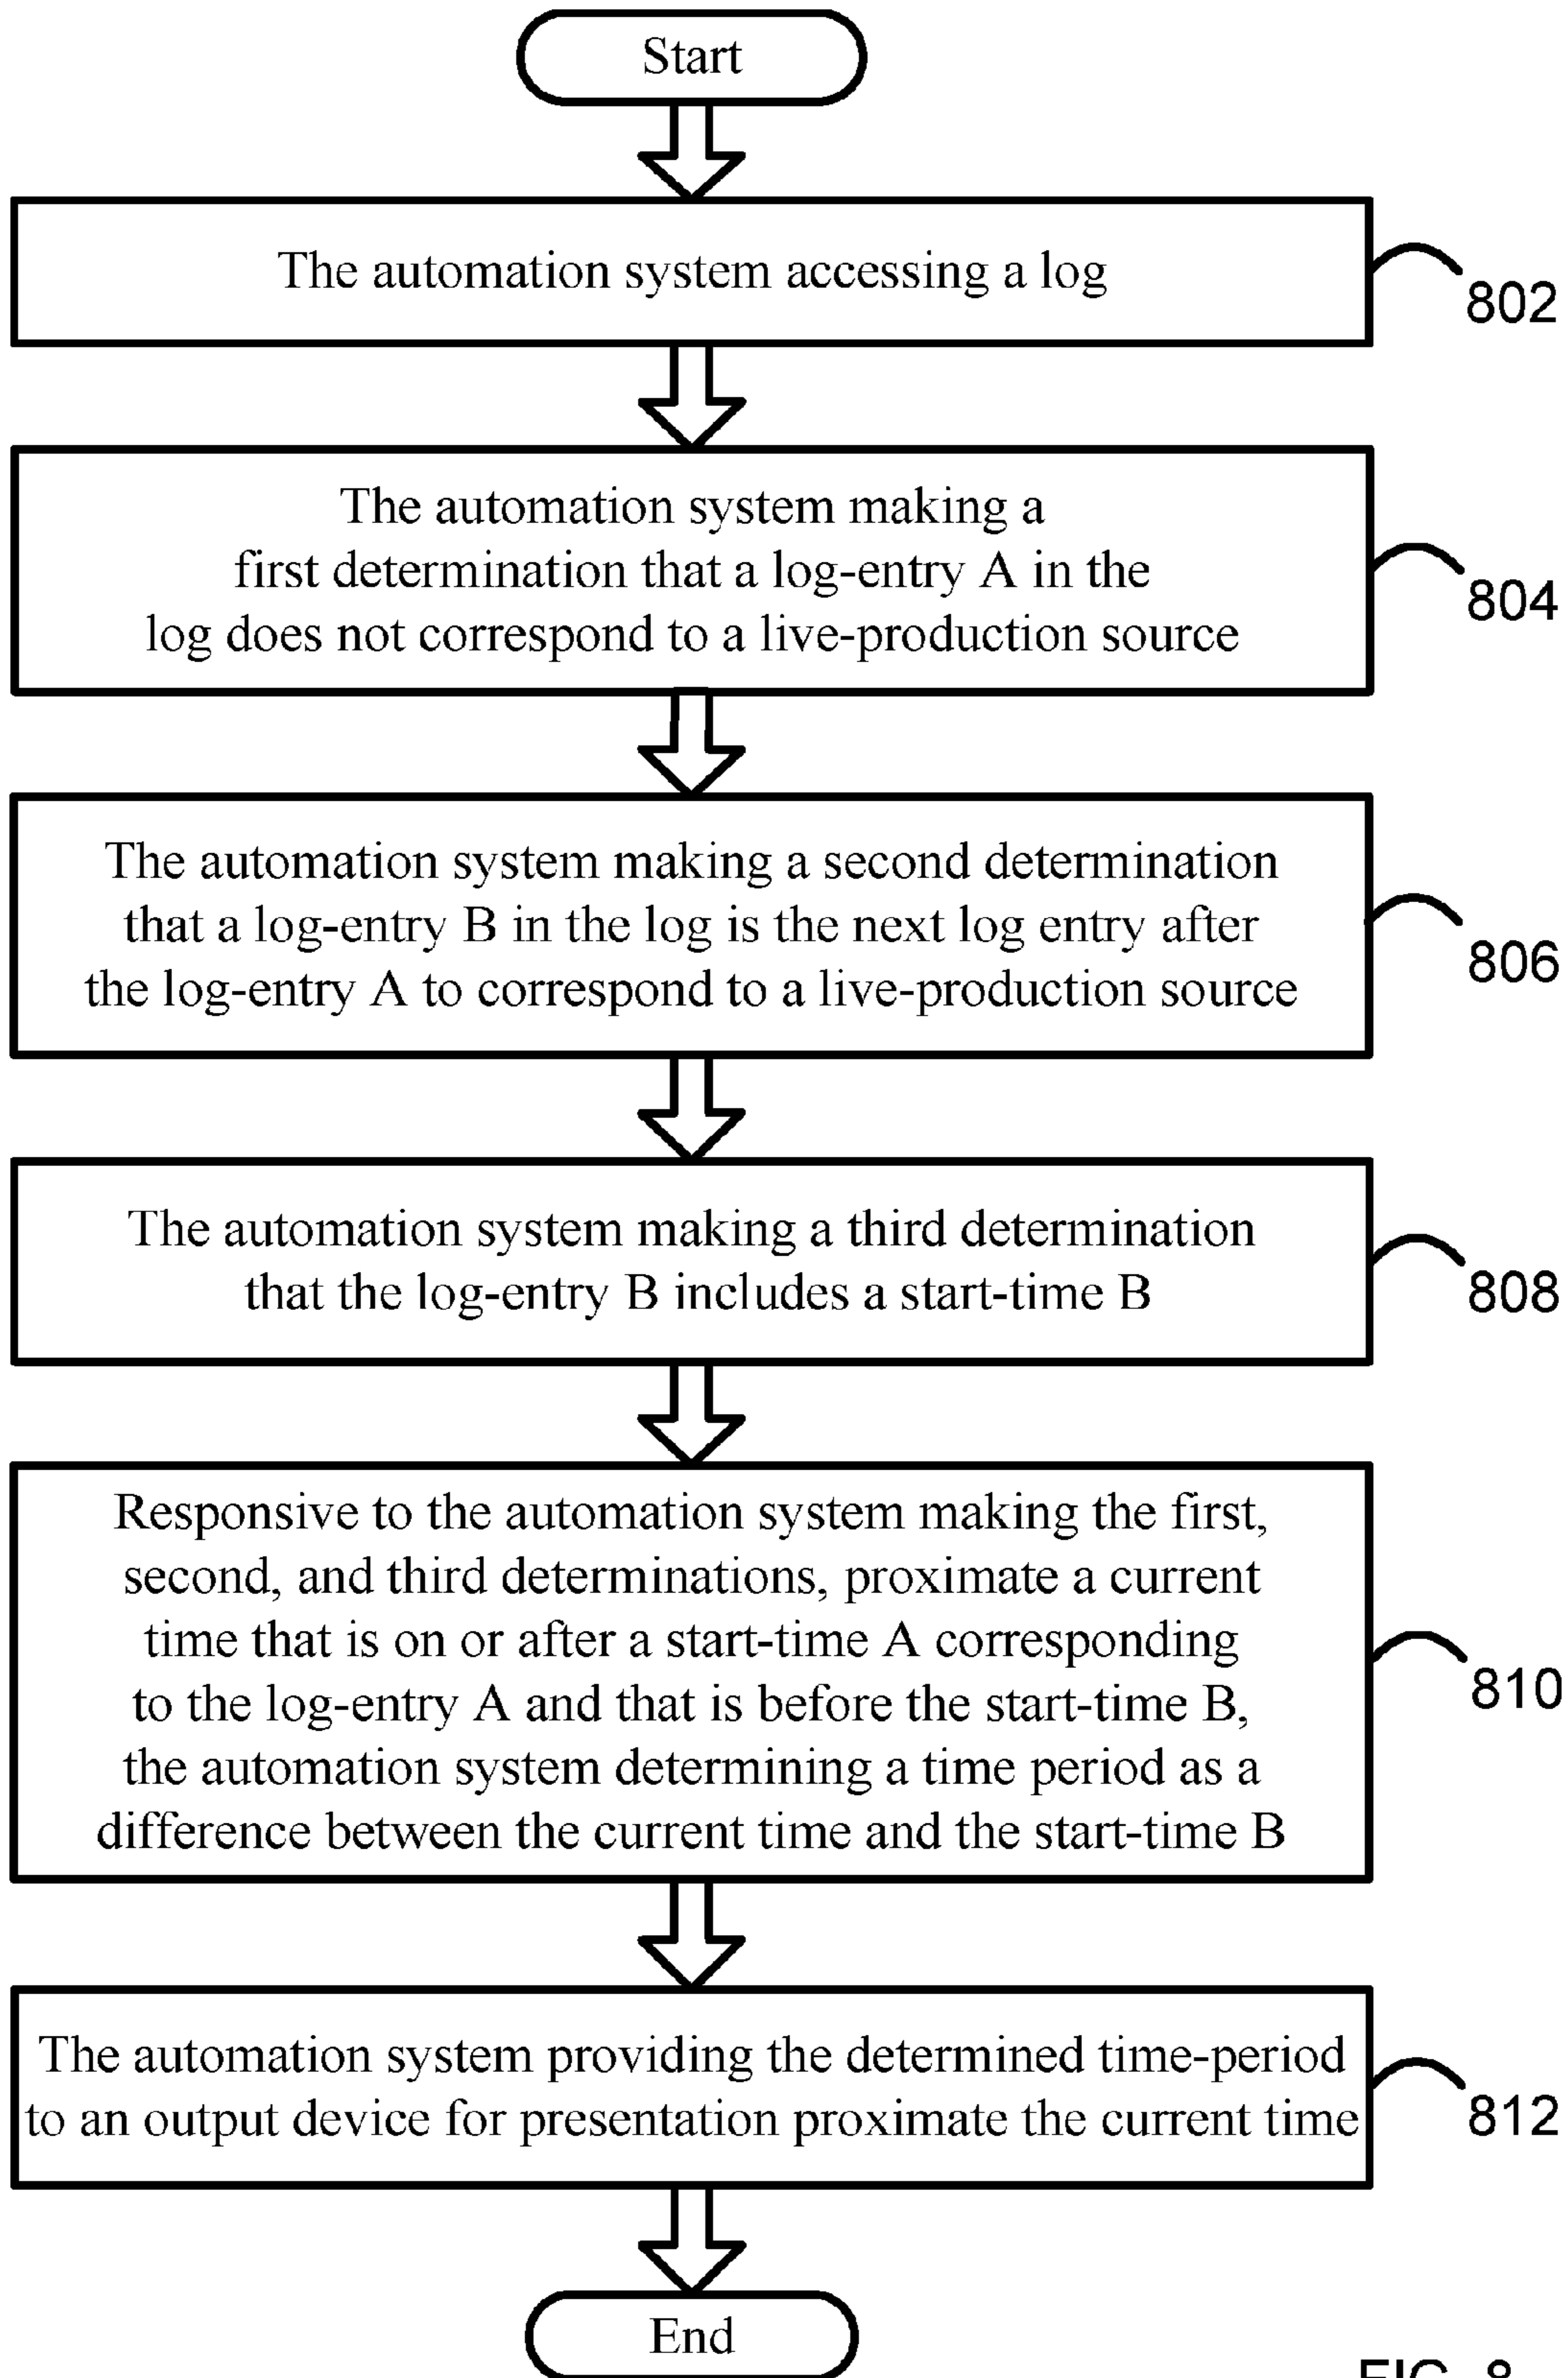 Start
The automation system accessing a log
802
The automation system making a
first determination that a log-entry A in the
log does not correspond to a live-production source
804
The automation system making a second determination
that a log-entry B in the log is the next log entry after
the log-entry A to correspond to a live-production source
806
The automation system making a third determination
that the log-entry B includes a start-time B
808
Responsive to the automation system making the first,
second, and third determinations, proximate a current
time that is on or after a start-time A corresponding
to the log-entry A and that is before the start-time B,
the automation system determining a time period as a
difference between the current time and the start-time B
810
The automation system providing the determined time-period
to an output device for presentation proximate the current time
812
End
FIG. 8